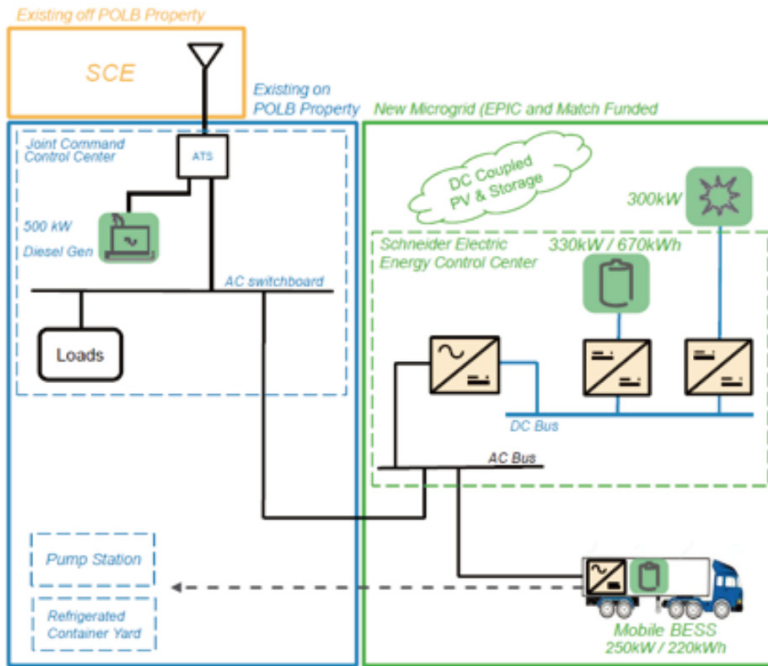 Existing off POLB Property
SCE
Existing on
POLB Property
New Microgrid (EPIC and Match Funded
Joint Command
Control Center
ATS
500 kW
Diesel Gen
AC switchboard
Loads
DC Coupled
PV & Storage
300kW
Schneider Electric
Energy Control Center
330kW / 670kWh
DC Bus
AC Bus
Pump Station
Refrigerated
Container Yard
Mobile BESS
250kW / 220kWh